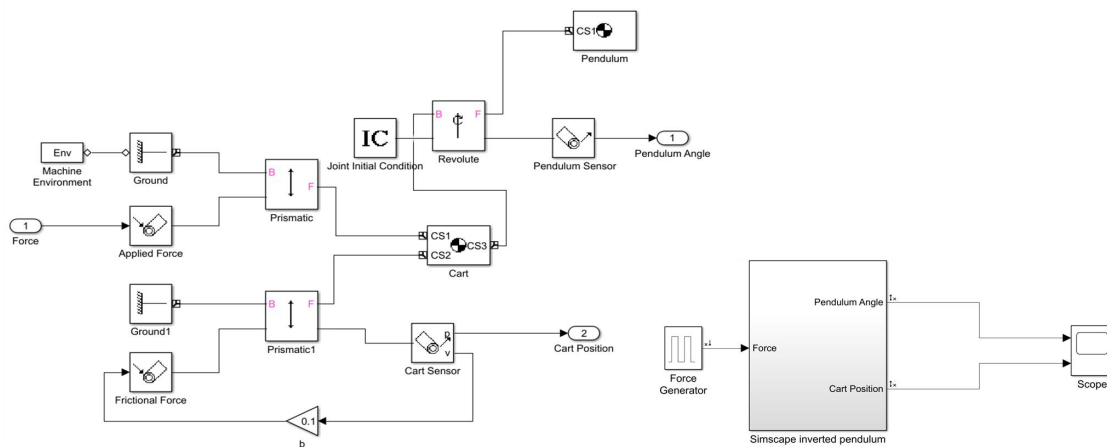 CS1
Pendulum
B
F
IC
Joint Initial Condition
Revolute
Pendulum Sensor
1
Pendulum Angle
Env
Machine
Environment
Ground
B
F
Prismatic
1
Force
Applied Force
CS1
CS2
CS3
Cart
Ground1
B
F
Prismatic1
p
v
Cart Sensor
2
Cart Position
Frictional Force
0.1
b
Force
Generator
Force
Pendulum Angle
Cart Position
Simscape inverted pendulum
Scope